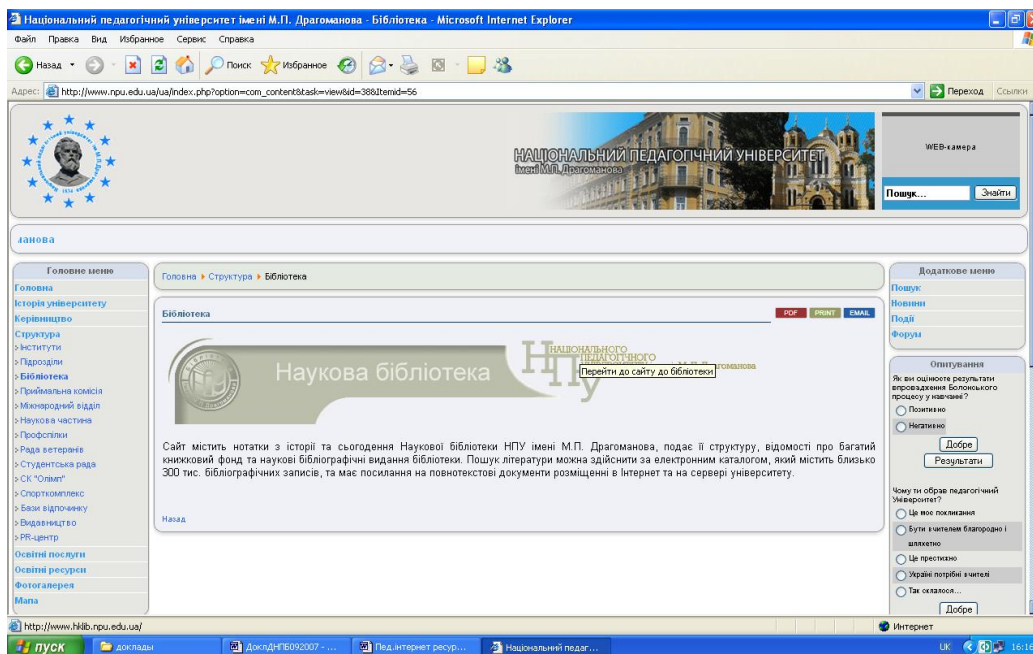 Національний педагогічний університет імені М.П. Драгоманова - Бібліотека - Microsoft Internet Explorer
Файл Правка Вид Избранное Сервис Справка
Назад Поиск Избранное
Адрес: http://www.npu.edu.ua/ua/index.php?option=com_content&task=view&id=38&Itemid=56 Переход Ссылки
НАЦІОНАЛЬНИЙ ПЕДАГОГІЧНИЙ УНІВЕРСИТЕТ
імені М.П. Драгоманова
WEB-камера
Пошук... Знайти
ланова
Головне меню
Головна
Історія університету
Керівництво
Структура
> Інститути
> Підрозділи
> Бібліотека
> Приймальна комісія
> Міжнародний відділ
> Наукова частина
> Профспілки
> Рада ветеранів
> Студентська рада
> СК "Олімп"
> Спорткомплекс
> Бази відпочинку
> Видавництво
> PR-центр
Освітні послуги
Освітні ресурси
Фотогалерея
Мапа
Головна Структура Бібліотека
Бібліотека PDF PRINT EMAIL
Наукова бібліотека НПУ
НАЦІОНАЛЬНОГО
ПЕДАГОГІЧНОГО
Перейти до сайту до бібліотеки
Сайт містить нотатки з історії та сьогодення Наукової бібліотеки НПУ імені М.П. Драгоманова, подає її структуру, відомості про багатий
книжковий фонд та наукові бібліографічні видання бібліотеки. Пошук літератури можна здійснити за електронним каталогом, який містить близько
300 тис. бібліографічних записів, та має посилання на повнотекстові документи розміщенні в Інтернет та на сервері університету.
Назад
Додаткове меню
Пошук
Новини
Події
Форум
Опитування
Як ви оцінюєте результати
впровадження Болонського
процесу у навчанні?
Позитивно
Негативно
Добре
Результати
Чому ти обрав педагогічний
Університет?
Це моє покликання
Бути вчителем благородно і
шляхетно
Це престижно
Україні потрібні вчителі
Так склалося...
Добре
http://www.hklib.npu.edu.ua/ Интернет
пуск доклады ДоклДНПБ092007 - ... Пед.интернет ресур... Національний педаг... UK 16:16